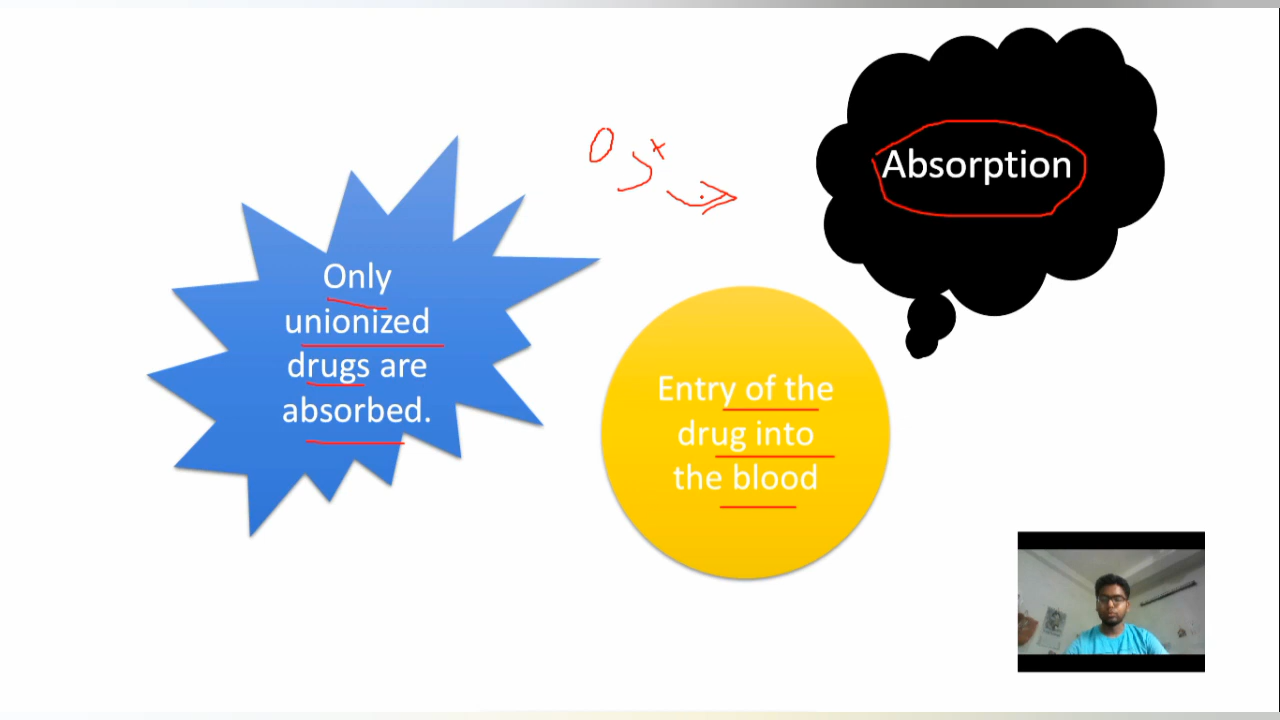 Absorption
Only
unionized
drugs are
absorbed.
Entry of the
drug into
the blood